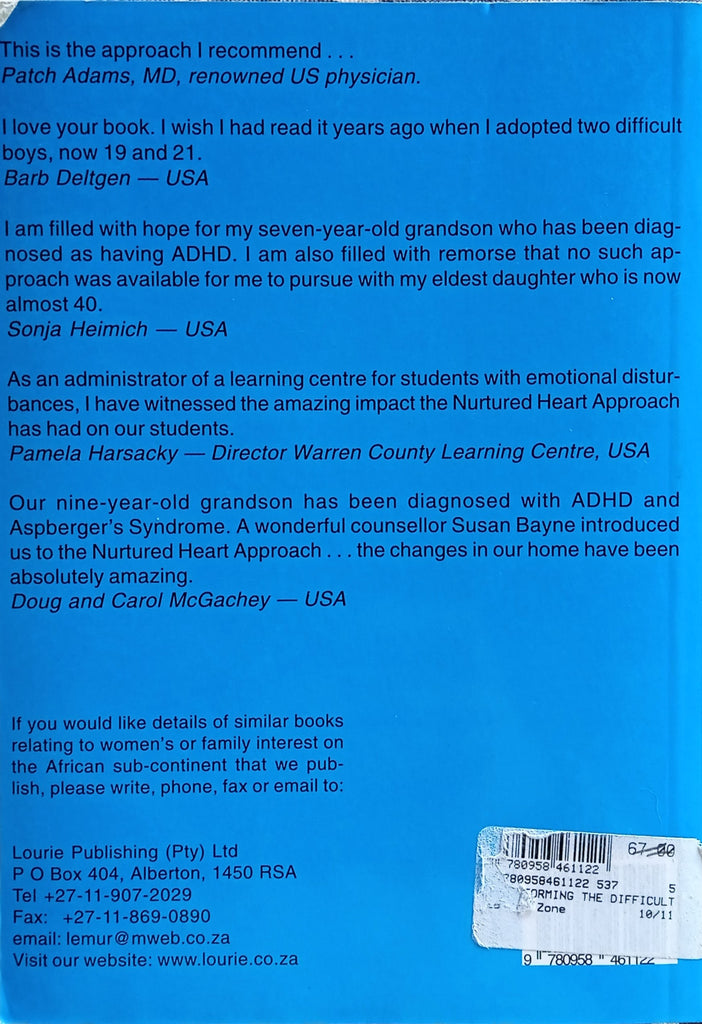 This is the approach I recommend . . .
Patch Adams, MD, renowned US physician.
I love your book. I wish I had read it years ago when I adopted two difficult
boys, now 19 and 21.
Barb Deltgen — USA
I am filled with hope for my seven-year-old grandson who has been diag-
nosed as having ADHD. I am also filled with remorse that no such ap-
proach was available for me to pursue with my eldest daughter who is now
almost 40.
Sonja Heimich — USA
As an administrator of a learning centre for students with emotional distur-
bances, I have witnessed the amazing impact the Nurtured Heart Approach
has had on our students.
Pamela Harsacky — Director Warren County Learning Centre, USA
Our nine-year-old grandson has been diagnosed with ADHD and
Aspberger's Syndrome. A wonderful counsellor Susan Bayne introduced
us to the Nurtured Heart Approach . . . the changes in our home have been
absolutely amazing.
Doug and Carol McGachey — USA
If you would like details of similar books
relating to women's or family interest on
the African sub-continent that we pub-
lish, please write, phone, fax or email to:
Lourie Publishing (Pty) Ltd
P O Box 404, Alberton, 1450 RSA
Tel +27-11-907-2029
Fax: +27-11-869-0890
email: lemur@mweb.co.za
Visit our website: www.lourie.co.za
67.00
780958 461122
780958461122 537 5
ORMING THE DIFFICULT
Zone 10/11
9 780958 461122